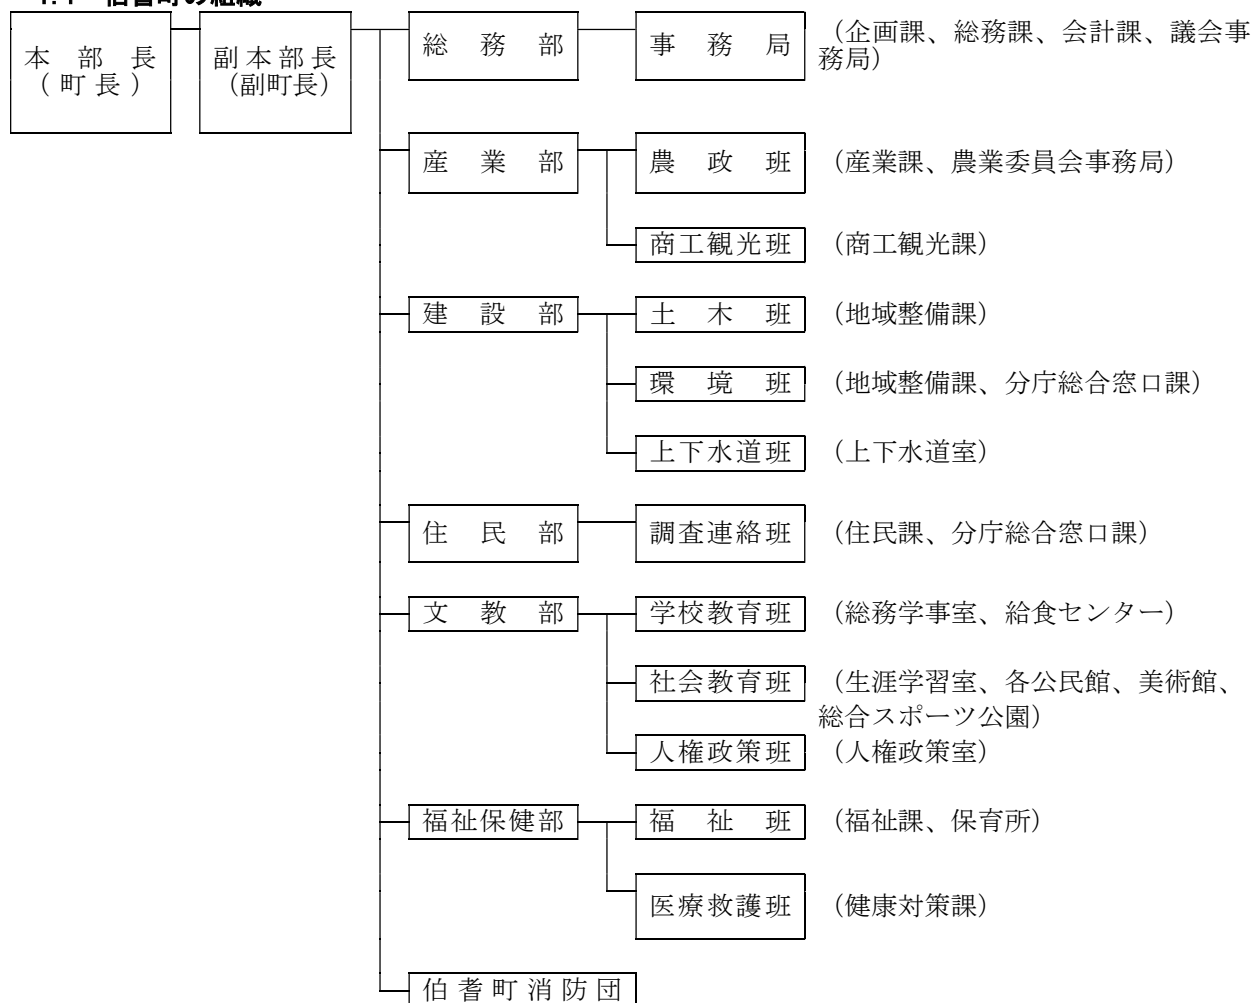 本部長
（町長）
副本部長
（副町長）
総務部
事務局
（企画課、総務課、会計課、議会事
務局）
産業部
農政班
（産業課、農業委員会事務局）
商工観光班
（商工観光課）
建設部
土木班
（地域整備課）
環境班
（地域整備課、分庁総合窓口課）
上下水道班
（上下水道室）
住民部
調査連絡班
（住民課、分庁総合窓口課）
文教部
学校教育班
（総務学事室、給食センター）
社会教育班
（生涯学習室、各公民館、美術館、
総合スポーツ公園）
人権政策班
（人権政策室）
福祉保健部
福祉班
（福祉課、保育所）
医療救護班
（健康対策課）
伯耆町消防団